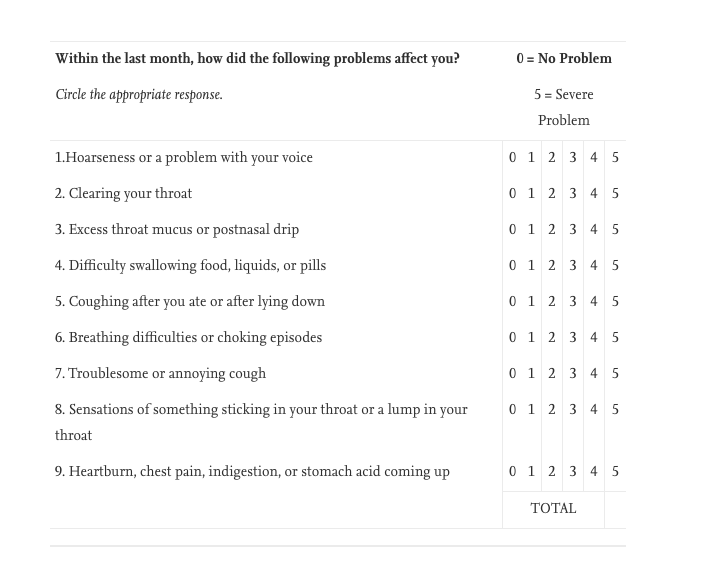 Within the last month, how did the following problems affect you? 0 = No Problem
Circle the appropriate response. 5 = Severe
Problem
1.Hoarseness or a problem with your voice 0 1 2 3 4 5
2. Clearing your throat 0 1 2 3 4 5
3. Excess throat mucus or postnasal drip 0 1 2 3 4 5
4. Difficulty swallowing food, liquids, or pills 0 1 2 3 4 5
5. Coughing after you ate or after lying down 0 1 2 3 4 5
6. Breathing difficulties or choking episodes 0 1 2 3 4 5
7. Troublesome or annoying cough 0 1 2 3 4 5
8. Sensations of something sticking in your throat or a lump in your 0 1 2 3 4 5
throat
9. Heartburn, chest pain, indigestion, or stomach acid coming up 0 1 2 3 4 5
TOTAL